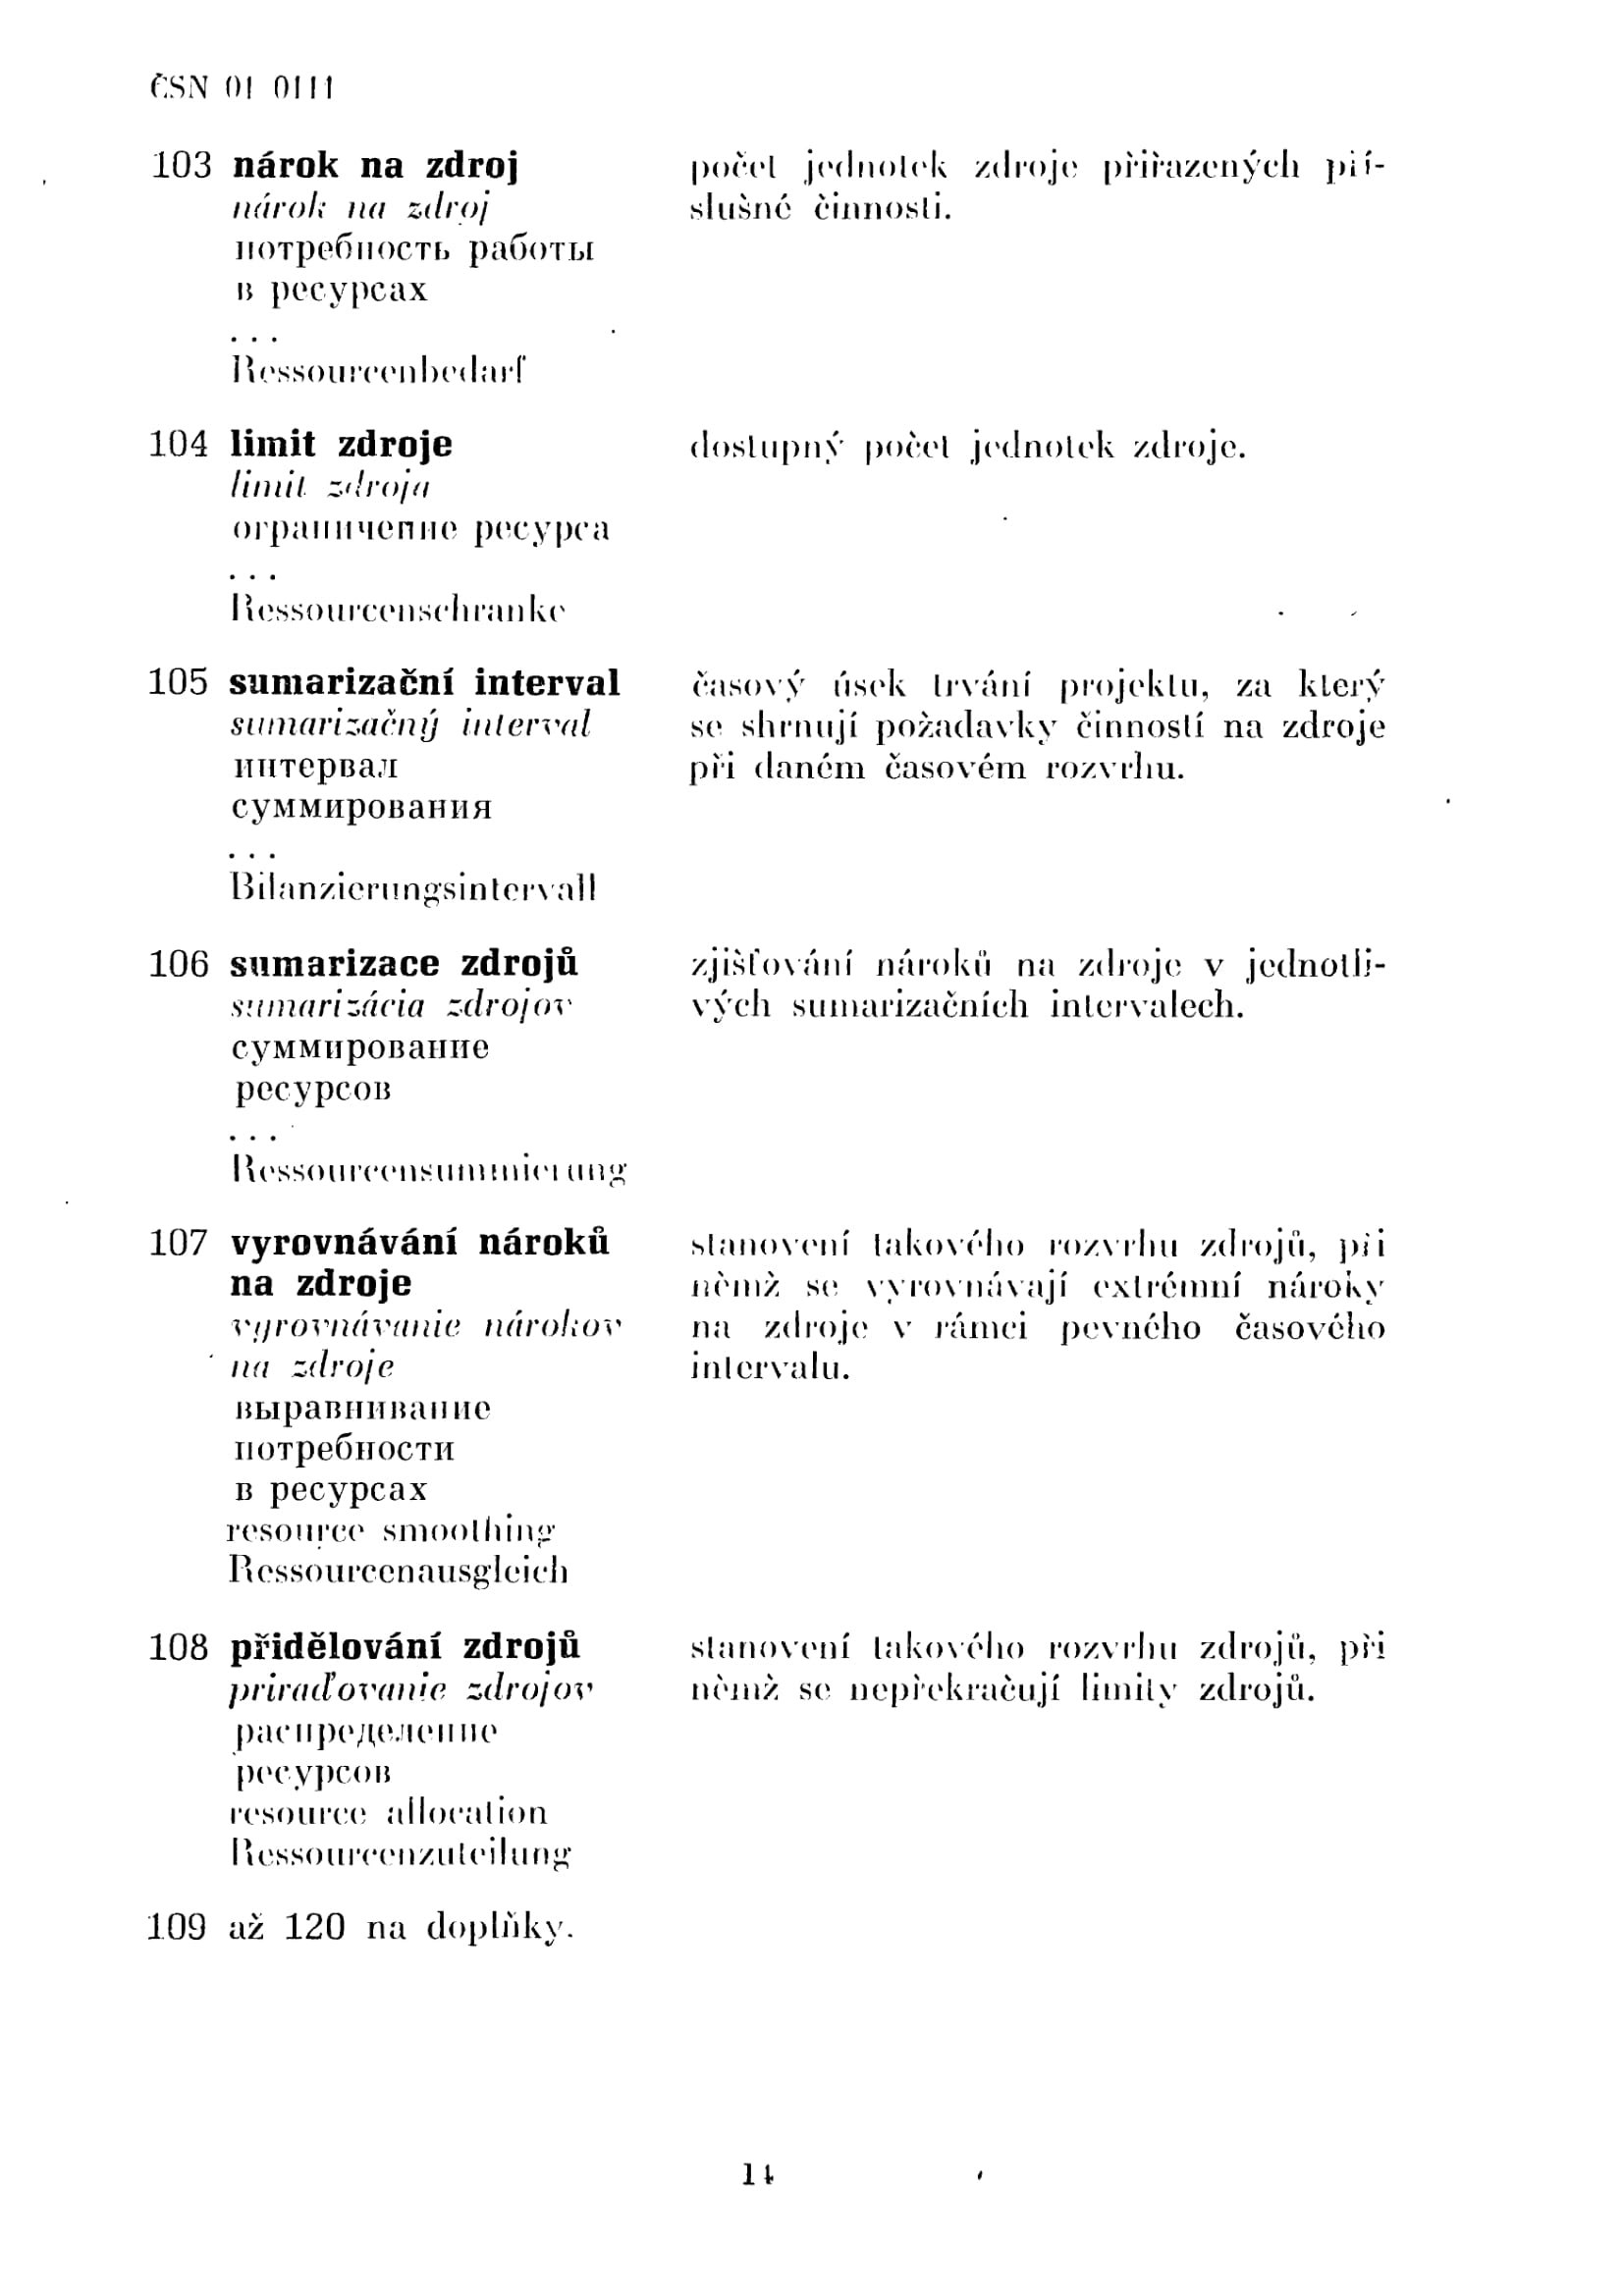 ČSN 01 0111
103 nárok na zdroj
nárok na zdroj
потребность работы
в ресурсах
...
Ressourcenbedarf
počet jednotek zdroje přiřazených pří-
slušné činnosti.
104 limit zdroje
limit zdroja
ограничение ресурса
...
Ressourcenschranke
dostupný počet jednotek zdroje.
105 sumarizační interval
sumarizačný interval
интервал
суммирования
...
Bilanzierungsintervall
časový úsek trvání projektu, za který
se shrnují požadavky činností na zdroje
při daném časovém rozvrhu.
106 sumarizace zdrojů
sumarizácia zdrojov
суммирование
ресурсов
...
Ressourcensummierung
zjišťování nároků na zdroje v jednotli-
vých sumarizačních intervalech.
107 vyrovnávání nároků
na zdroje
vyrovnávanie nárokov
na zdroje
выравнивание
потребности
в ресурсах
resource smoothing
Ressourcenausgleich
stanovení takového rozvrhu zdrojů, při
němž se vyrovnávají extrémní nároky
na zdroje v rámci pevného časového
intervalu.
108 přidělování zdrojů
priraďovanie zdrojov
распределение
ресурсов
resource allocation
Ressourcenzuteilung
stanovení takového rozvrhu zdrojů, při
němž se nepřekračují limity zdrojů.
109 až 120 na doplňky.
14